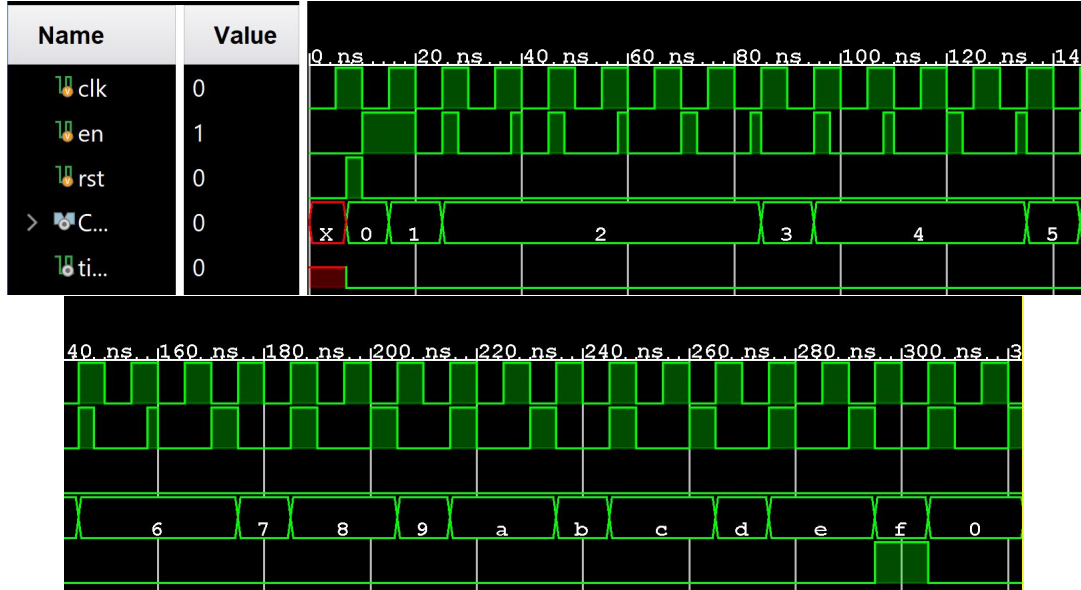 Name Value
0 ns 20 ns 40 ns 60 ns 80 ns 100 ns 120 ns 14
clk 0
en 1
rst 0
C... 0 X 0 1 2 3 4 5
ti... 0
40 ns 160 ns 180 ns 200 ns 220 ns 240 ns 260 ns 280 ns 300 ns 3
6 7 8 9 a b c d e f 0